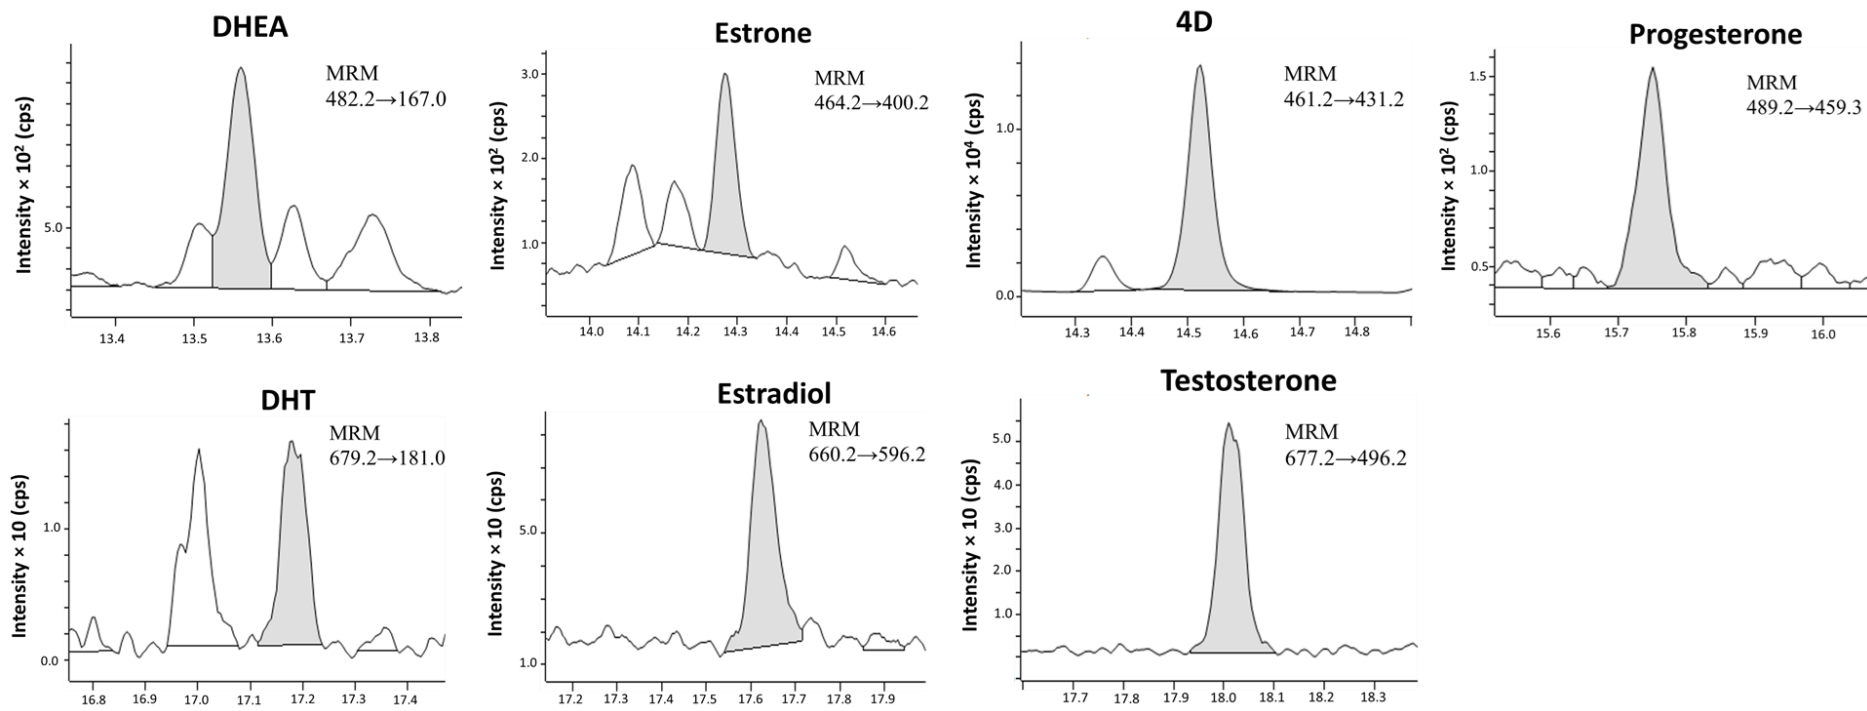 DHEA
MRM
482.2→167.0
Intensity × 10² (cps)
5.0
13.4 13.5 13.6 13.7 13.8
Estrone
MRM
464.2→400.2
Intensity × 10² (cps)
3.0
2.0
1.0
14.0 14.1 14.2 14.3 14.4 14.5 14.6
4D
MRM
461.2→431.2
Intensity × 10⁴ (cps)
1.0
0.0
14.3 14.4 14.5 14.6 14.7 14.8
Progesterone
MRM
489.2→459.3
Intensity × 10² (cps)
1.5
1.0
0.5
15.6 15.7 15.8 15.9 16.0
DHT
MRM
679.2→181.0
Intensity × 10 (cps)
1.0
0.0
16.8 16.9 17.0 17.1 17.2 17.3 17.4
Estradiol
MRM
660.2→596.2
Intensity × 10 (cps)
5.0
1.0
17.2 17.3 17.4 17.5 17.6 17.7 17.8 17.9
Testosterone
MRM
677.2→496.2
Intensity × 10 (cps)
5.0
4.0
3.0
2.0
1.0
17.7 17.8 17.9 18.0 18.1 18.2 18.3